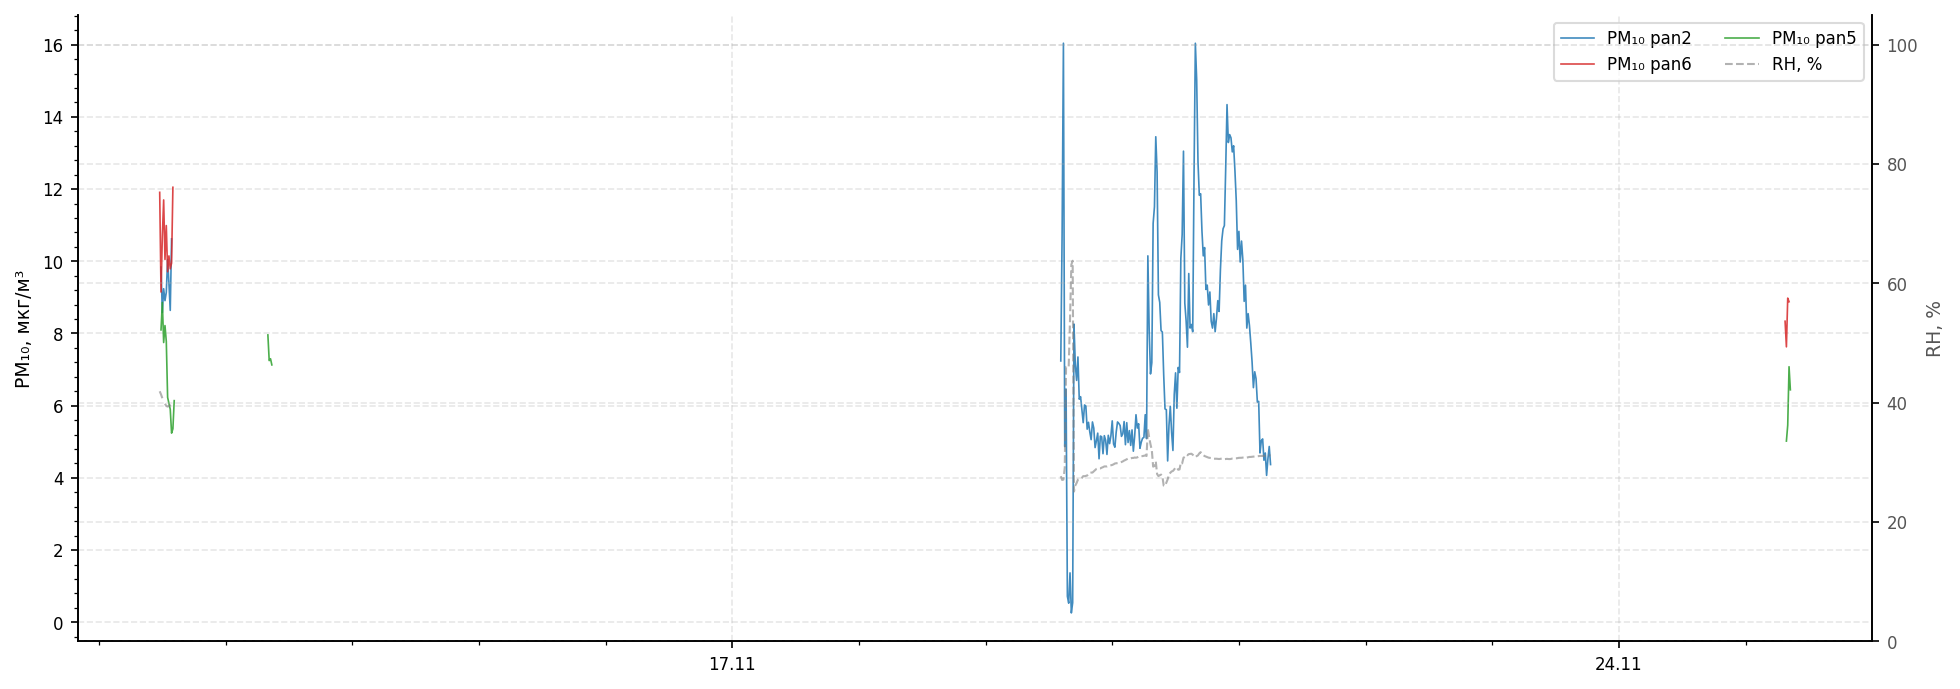 PM₁₀ pan2
PM₁₀ pan6
PM₁₀ pan5
RH, %
PM₁₀, мкг/м³
16
14
12
10
8
6
4
2
0
100
80
60
40
20
0
RH, %
17.11
24.11